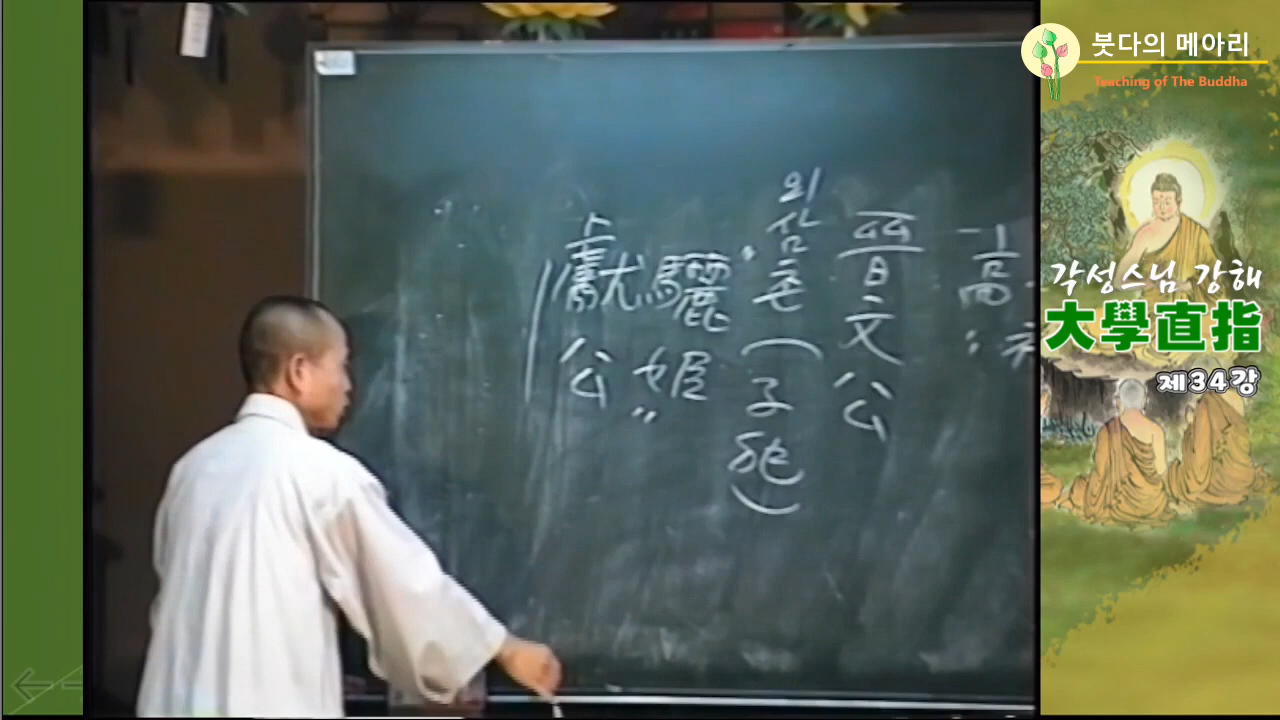 붓다의 메아리
Teaching of The Buddha
각성스님 강해
大學直指
제34강
高
晉文公
외삼촌(子犯)
驪姬
獻公